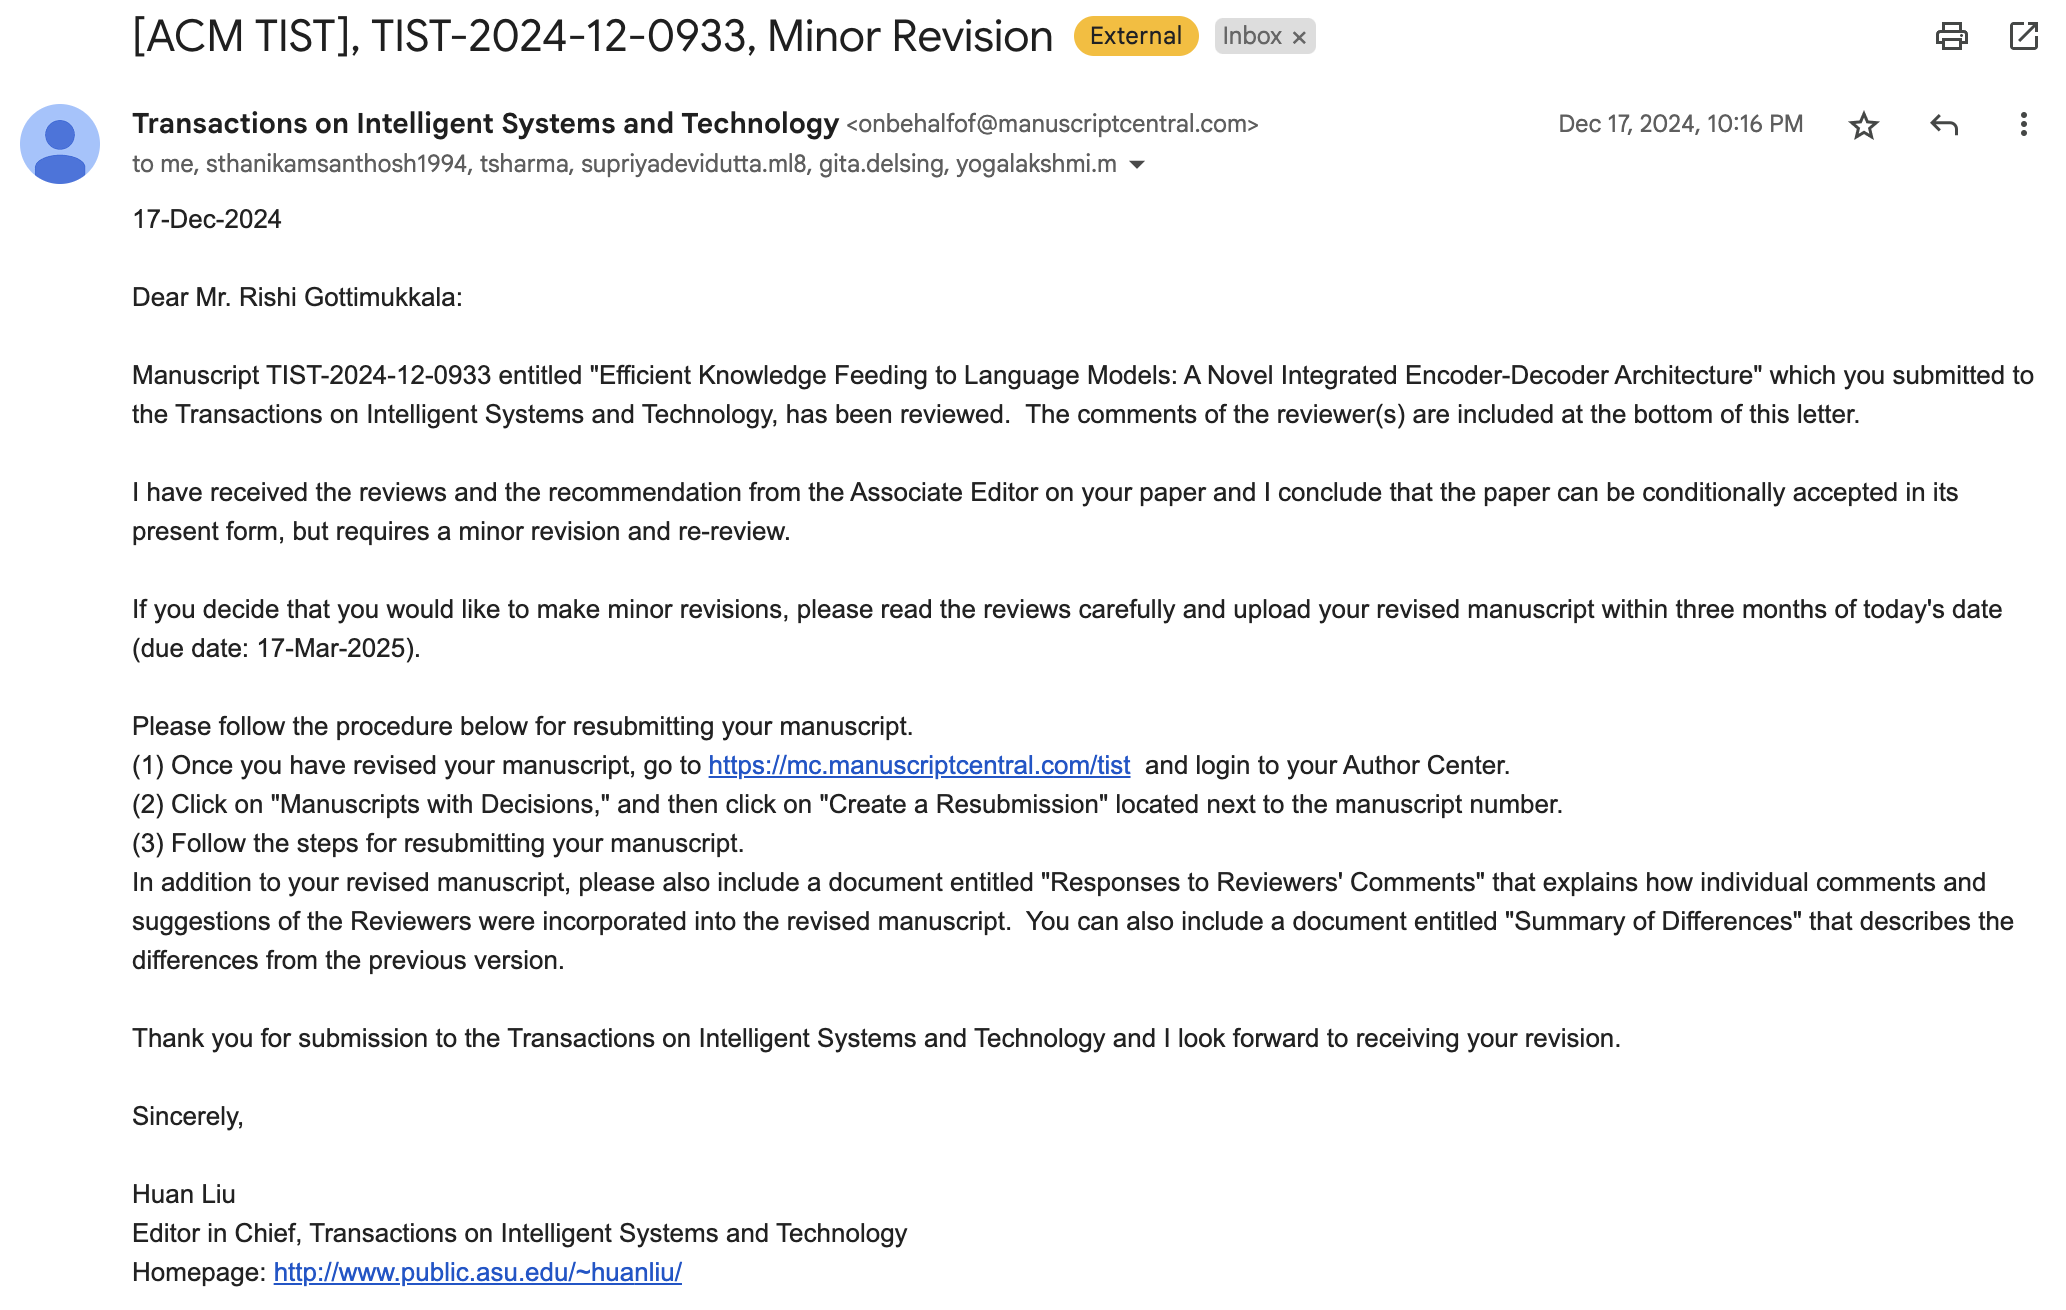 [ACM TIST], TIST-2024-12-0933, Minor Revision External Inbox ×
Transactions on Intelligent Systems and Technology <onbehalfof@manuscriptcentral.com> Dec 17, 2024, 10:16 PM
to me, sthanikamsanthosh1994, tsharma, supriyadevidutta.ml8, gita.delsing, yogalakshmi.m
17-Dec-2024
Dear Mr. Rishi Gottimukkala:
Manuscript TIST-2024-12-0933 entitled "Efficient Knowledge Feeding to Language Models: A Novel Integrated Encoder-Decoder Architecture" which you submitted to
the Transactions on Intelligent Systems and Technology, has been reviewed.  The comments of the reviewer(s) are included at the bottom of this letter.
I have received the reviews and the recommendation from the Associate Editor on your paper and I conclude that the paper can be conditionally accepted in its
present form, but requires a minor revision and re-review.
If you decide that you would like to make minor revisions, please read the reviews carefully and upload your revised manuscript within three months of today's date
(due date: 17-Mar-2025).
Please follow the procedure below for resubmitting your manuscript.
(1) Once you have revised your manuscript, go to https://mc.manuscriptcentral.com/tist  and login to your Author Center.
(2) Click on "Manuscripts with Decisions," and then click on "Create a Resubmission" located next to the manuscript number.
(3) Follow the steps for resubmitting your manuscript.
In addition to your revised manuscript, please also include a document entitled "Responses to Reviewers' Comments" that explains how individual comments and
suggestions of the Reviewers were incorporated into the revised manuscript.  You can also include a document entitled "Summary of Differences" that describes the
differences from the previous version.
Thank you for submission to the Transactions on Intelligent Systems and Technology and I look forward to receiving your revision.
Sincerely,
Huan Liu
Editor in Chief, Transactions on Intelligent Systems and Technology
Homepage: http://www.public.asu.edu/~huanliu/